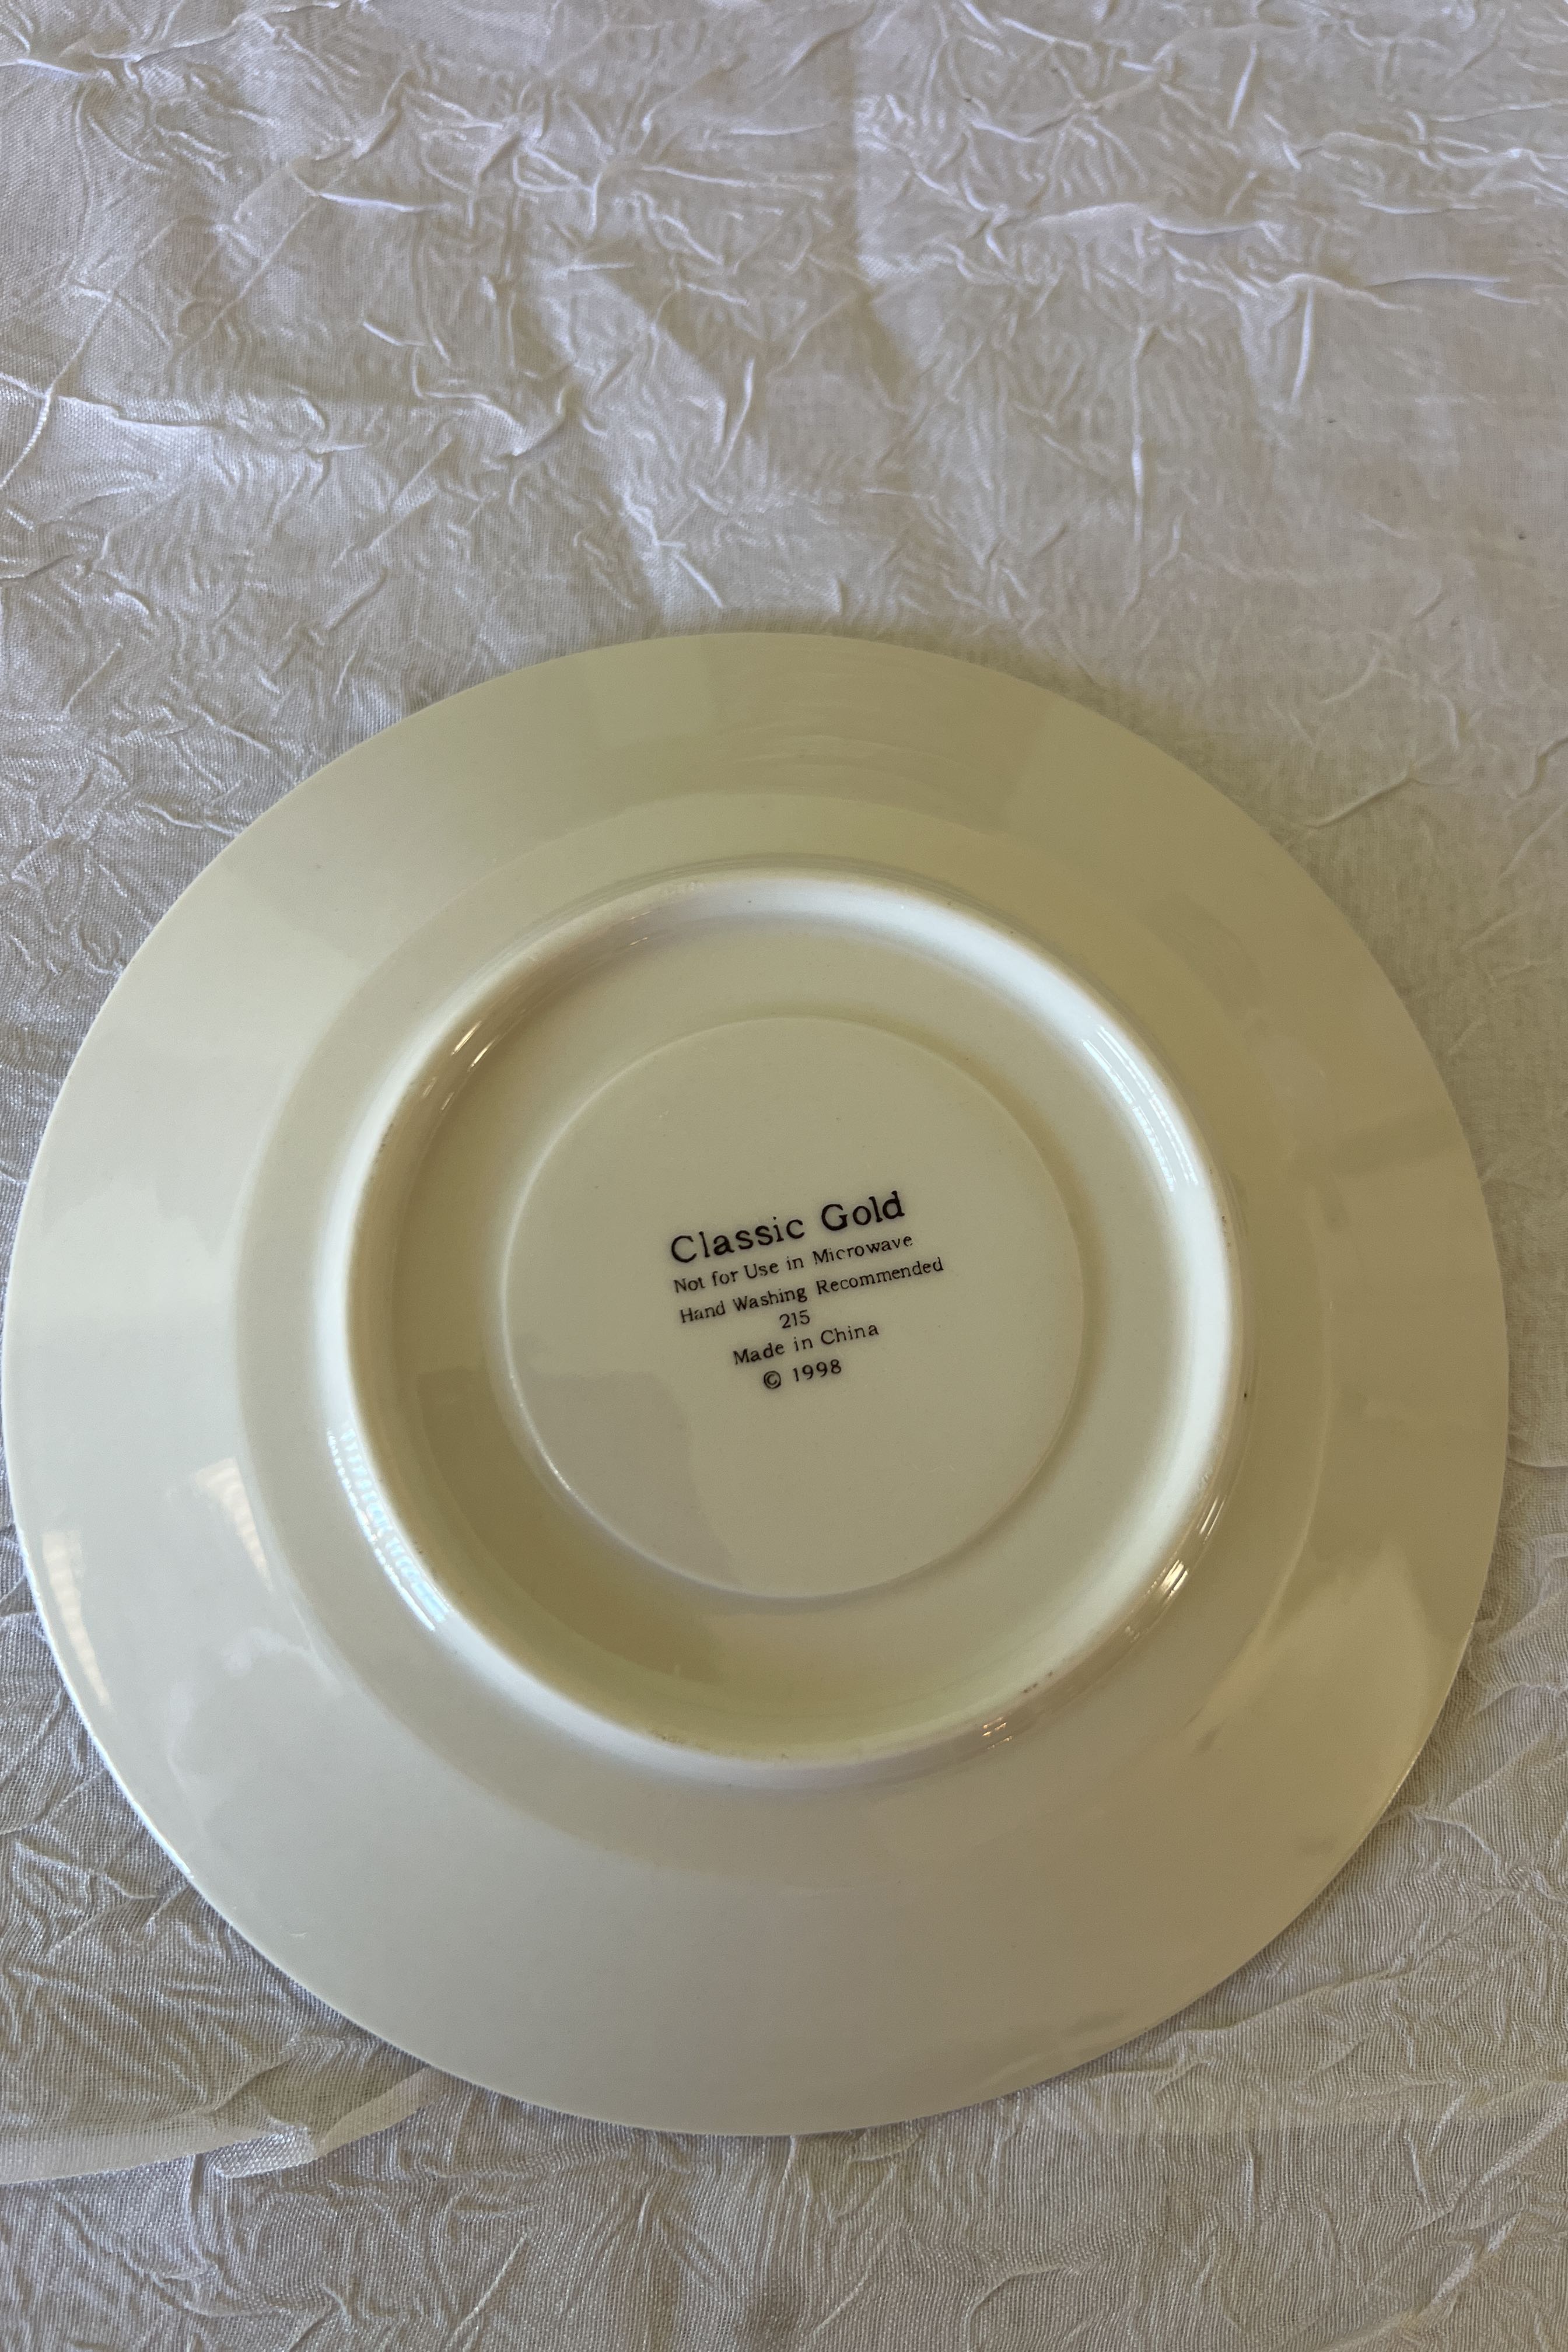 Classic Gold
Not for Use in Microwave
Hand Washing Recommended
215
Made in China
© 1998